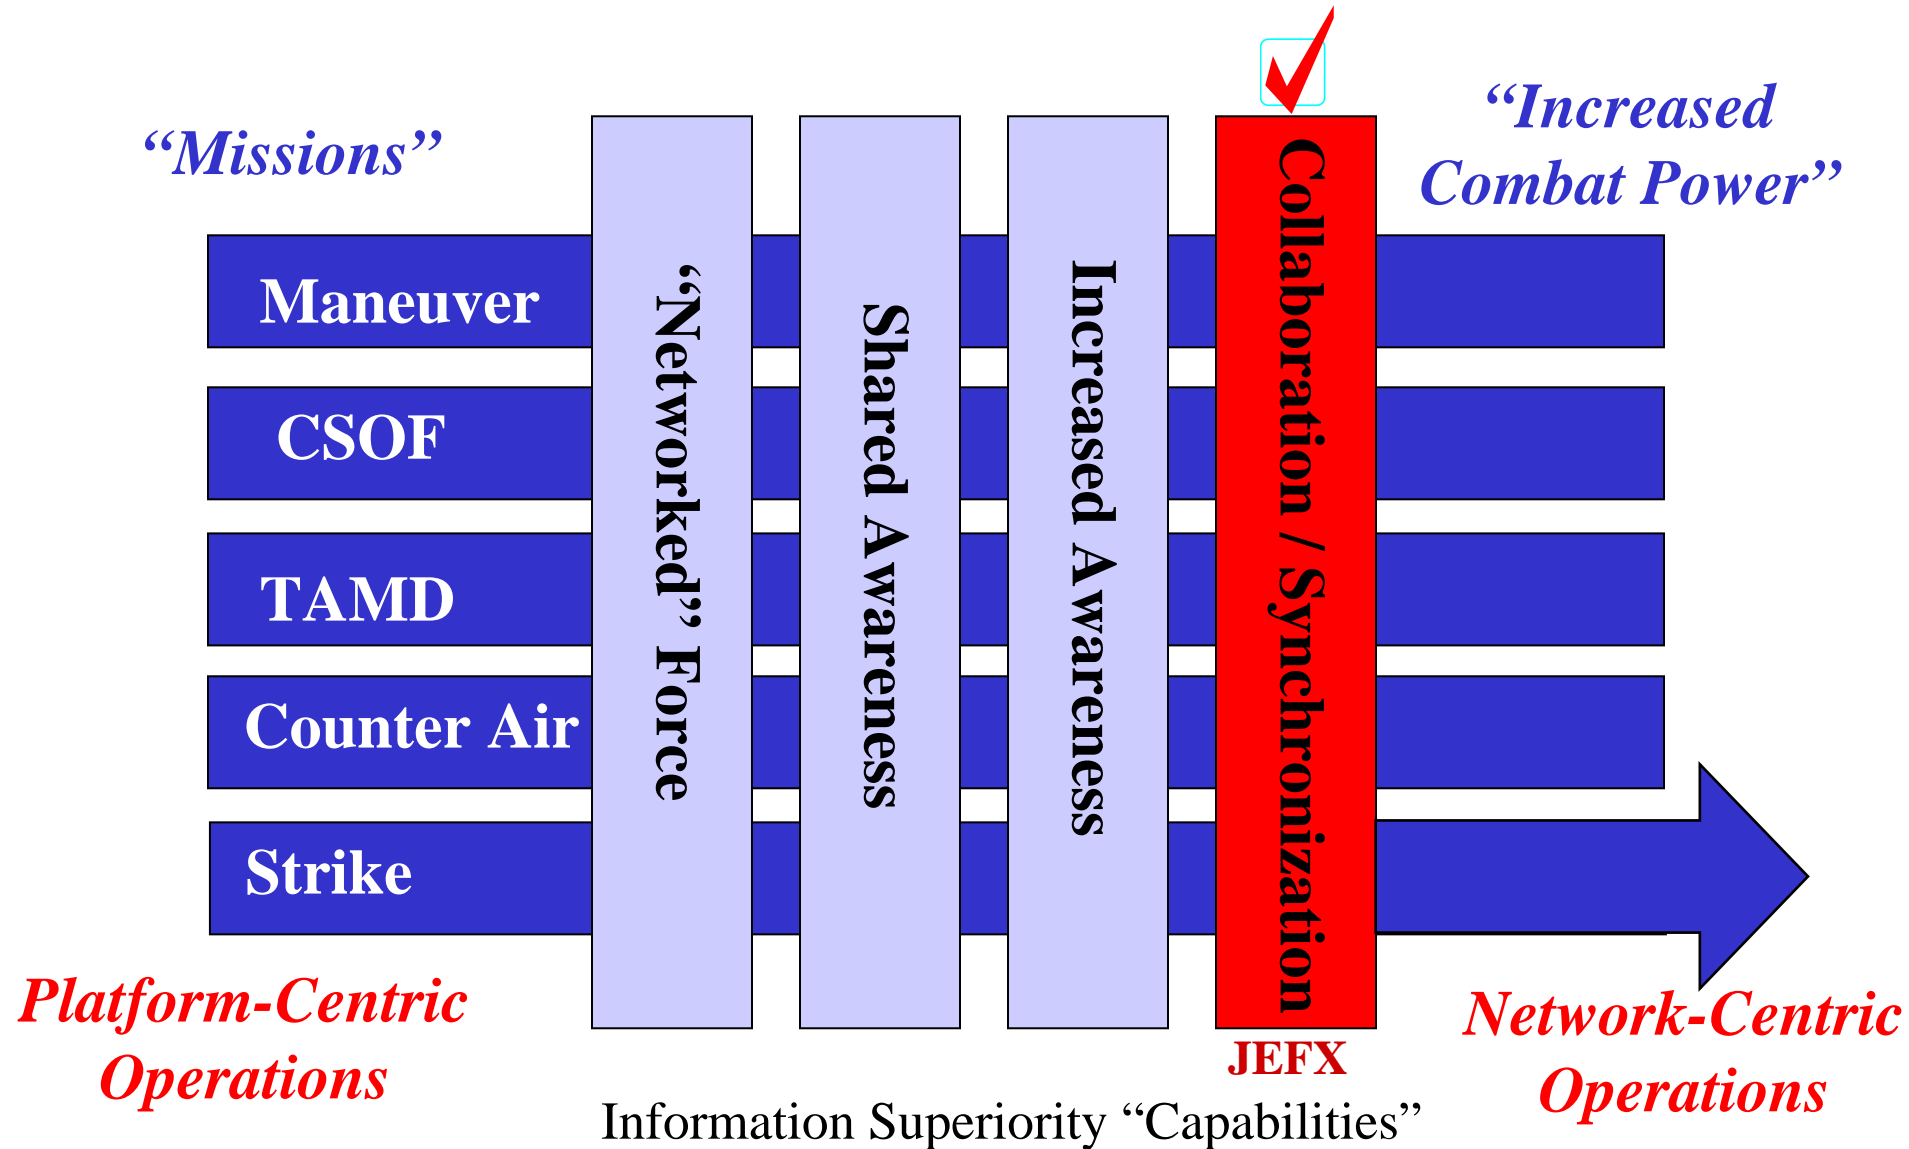 “Missions”
“Increased
Combat Power”
Maneuver
CSOF
TAMD
Counter Air
Strike
“Networked” Force
Shared Awareness
Increased Awareness
Collaboration / Synchronization
Platform-Centric
Operations
JEFX
Network-Centric
Operations
Information Superiority “Capabilities”